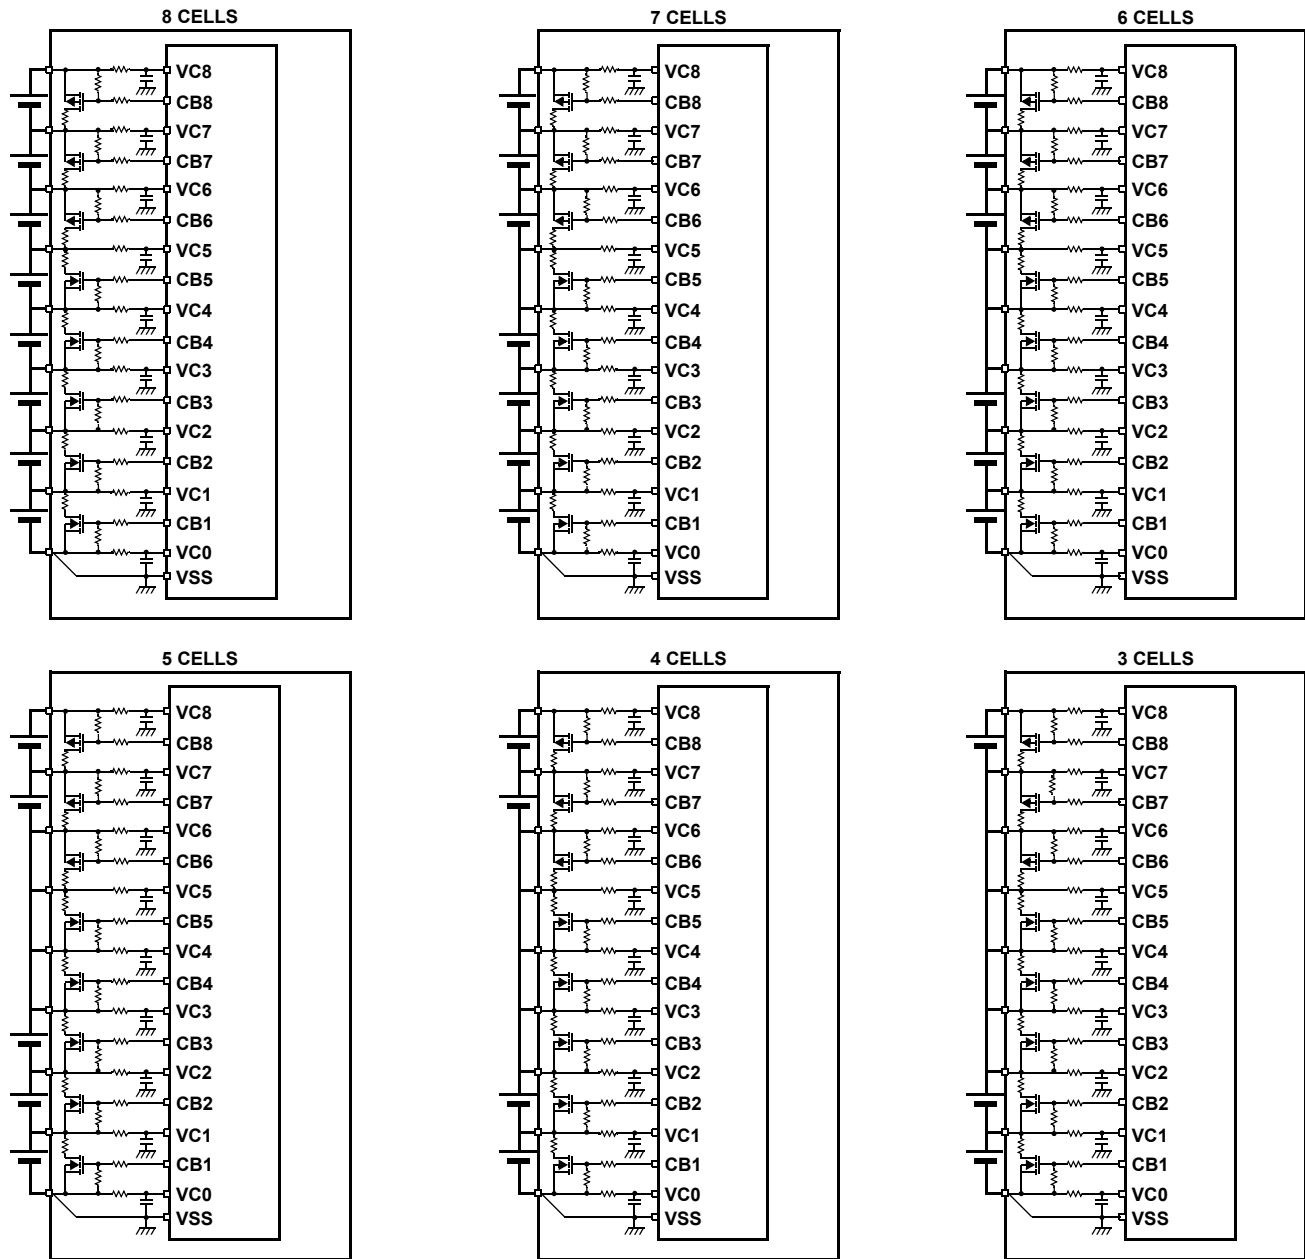 8 CELLS
VC8
CB8
VC7
CB7
VC6
CB6
VC5
CB5
VC4
CB4
VC3
CB3
VC2
CB2
VC1
CB1
VC0
VSS
7 CELLS
VC8
CB8
VC7
CB7
VC6
CB6
VC5
CB5
VC4
CB4
VC3
CB3
VC2
CB2
VC1
CB1
VC0
VSS
6 CELLS
VC8
CB8
VC7
CB7
VC6
CB6
VC5
CB5
VC4
CB4
VC3
CB3
VC2
CB2
VC1
CB1
VC0
VSS
5 CELLS
VC8
CB8
VC7
CB7
VC6
CB6
VC5
CB5
VC4
CB4
VC3
CB3
VC2
CB2
VC1
CB1
VC0
VSS
4 CELLS
VC8
CB8
VC7
CB7
VC6
CB6
VC5
CB5
VC4
CB4
VC3
CB3
VC2
CB2
VC1
CB1
VC0
VSS
3 CELLS
VC8
CB8
VC7
CB7
VC6
CB6
VC5
CB5
VC4
CB4
VC3
CB3
VC2
CB2
VC1
CB1
VC0
VSS